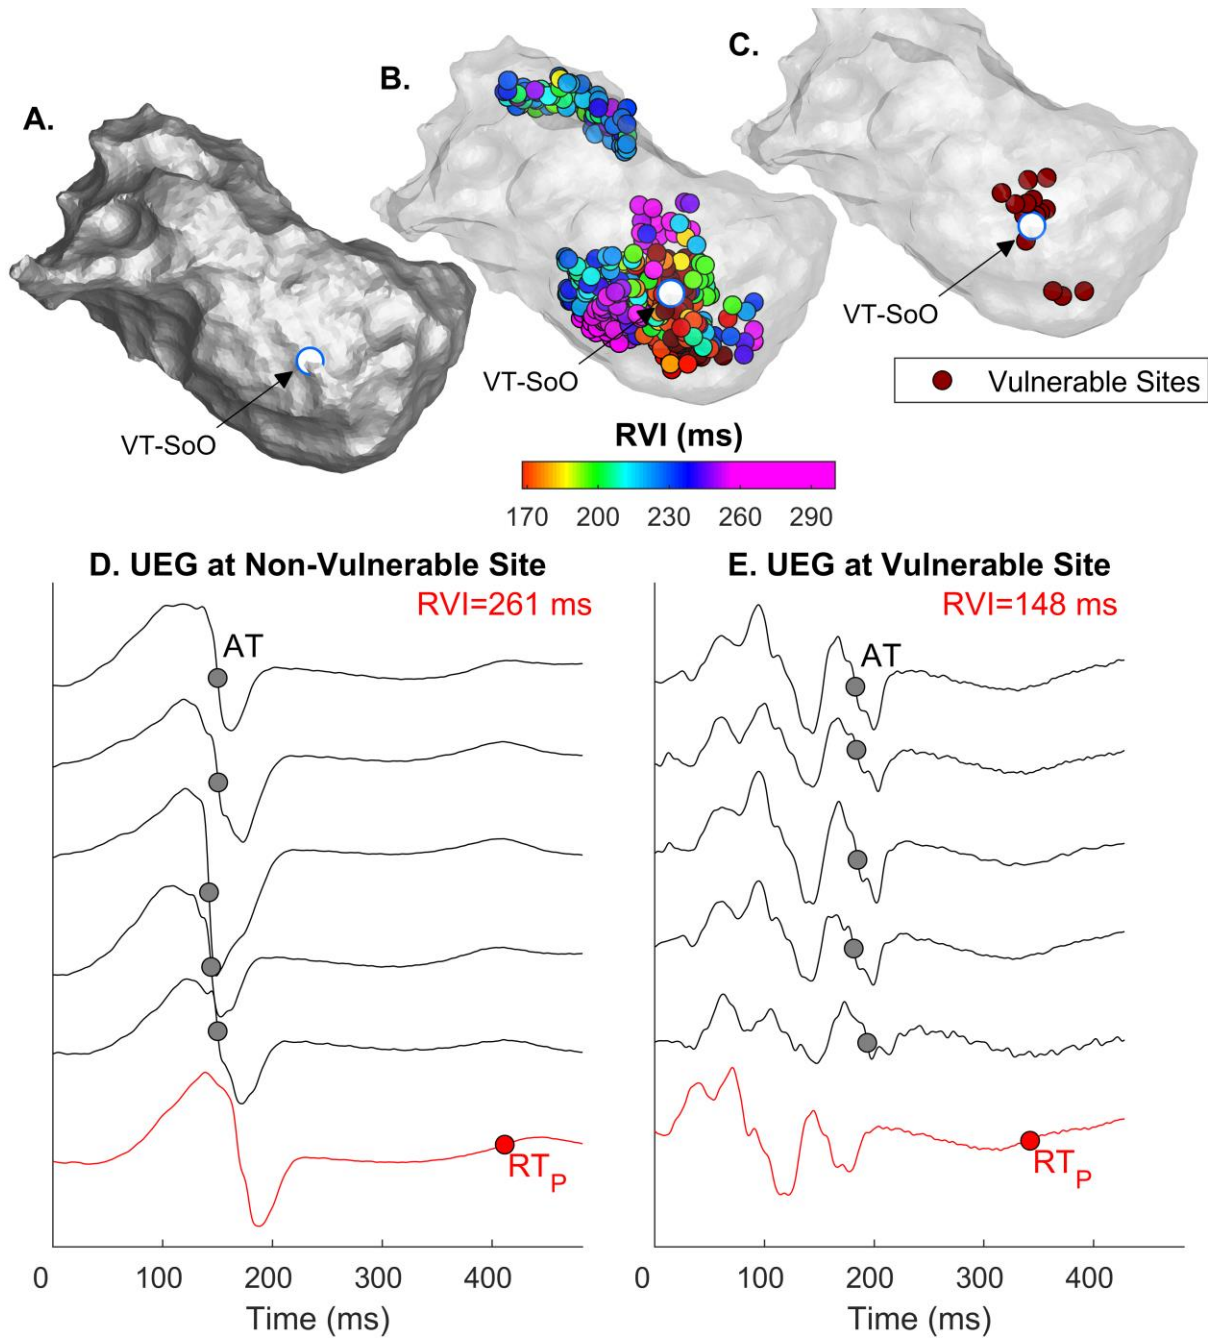 A.
VT-SoO
B.
VT-SoO
C.
VT-SoO
Vulnerable Sites
RVI (ms)
170 200 230 260 290
D. UEG at Non-Vulnerable Site
RVI=261 ms
AT
RTP
0 100 200 300 400
Time (ms)
E. UEG at Vulnerable Site
RVI=148 ms
AT
RTP
0 100 200 300 400
Time (ms)